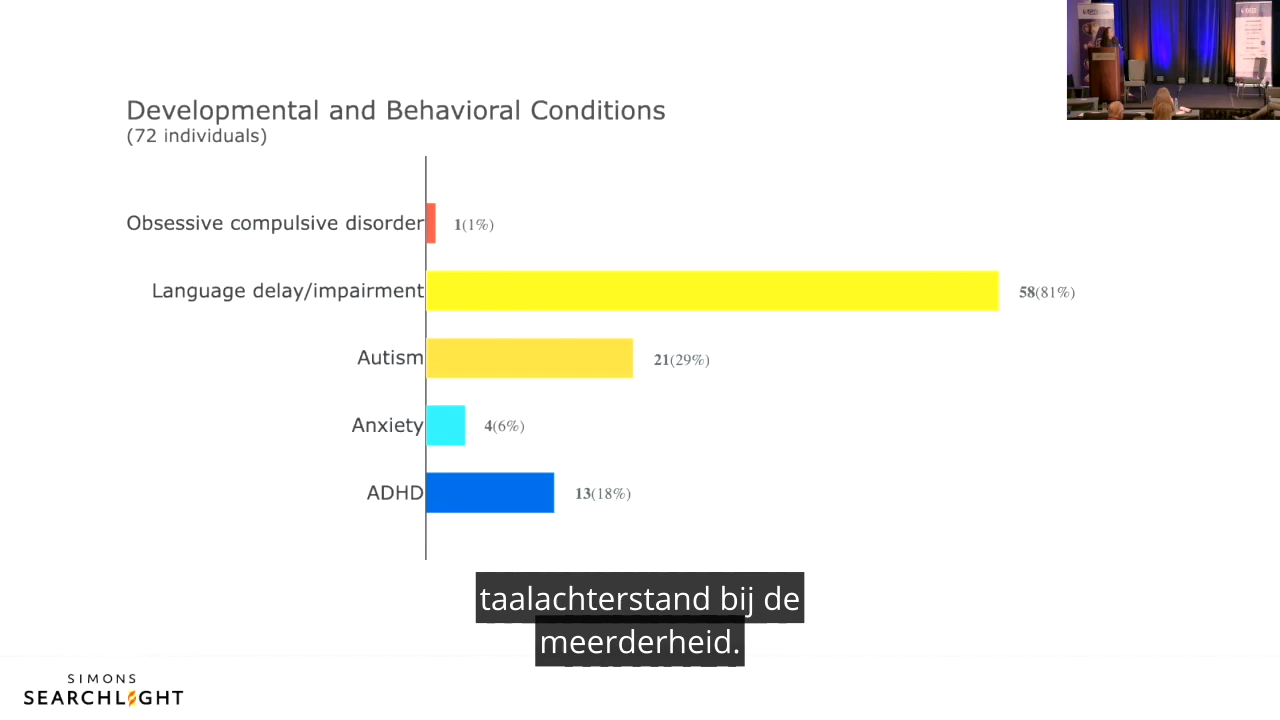 Developmental and Behavioral Conditions
(72 individuals)
Obsessive compulsive disorder 1(1%)
Language delay/impairment 58(81%)
Autism 21(29%)
Anxiety 4(6%)
ADHD 13(18%)
taalachterstand bij de
meerderheid.
SIMONS
SEARCHLIGHT